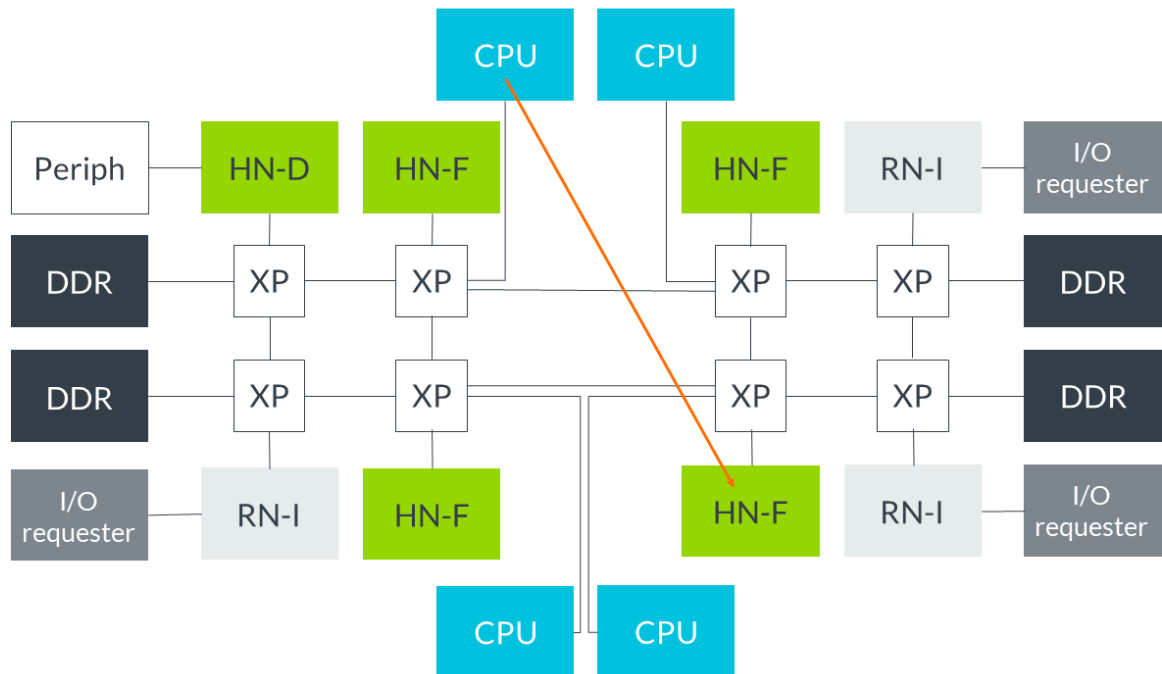 CPU
CPU
Periph
HN-D
HN-F
HN-F
RN-I
I/O
requester
DDR
XP
XP
XP
XP
DDR
DDR
XP
XP
XP
XP
DDR
I/O
requester
RN-I
HN-F
HN-F
RN-I
I/O
requester
CPU
CPU